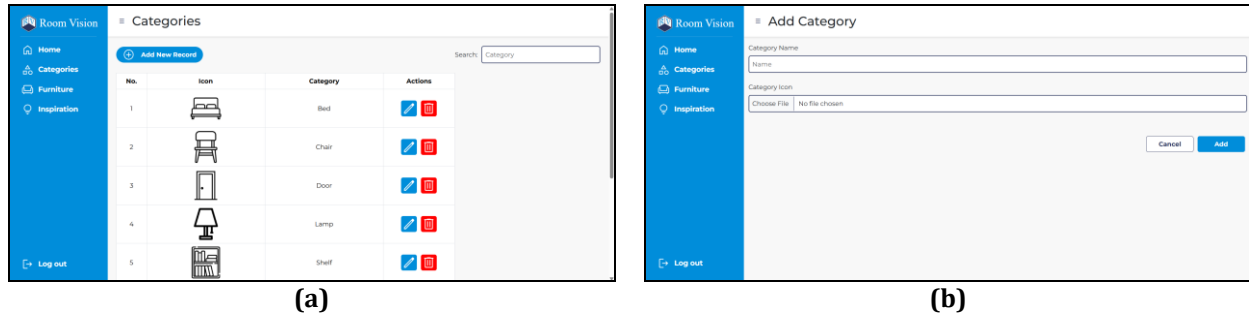 Room Vision
Categories
Home
Categories
Furniture
Inspiration
Log out
Add New Record
Search: Category
No. Icon Category Actions
1 Bed
2 Chair
3 Door
4 Lamp
5 Shelf
(a)
Room Vision
Add Category
Home
Categories
Furniture
Inspiration
Log out
Category Name
Name
Category Icon
Choose File No file chosen
Cancel Add
(b)